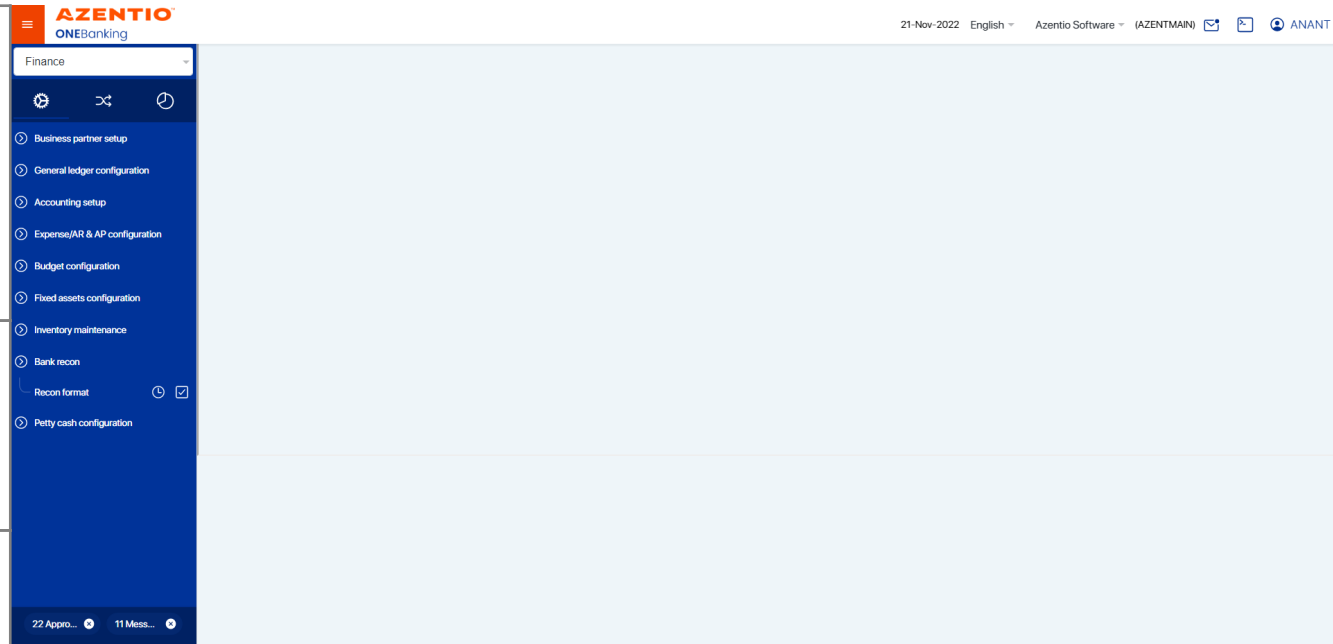 AZENTIO™
ONEBanking
21-Nov-2022 English Azentio Software (AZENTMAIN) ANANT
Finance
Business partner setup
General ledger configuration
Accounting setup
Expense/AR & AP configuration
Budget configuration
Fixed assets configuration
Inventory maintenance
Bank recon
Recon format
Petty cash configuration
22 Appro... 11 Mess...